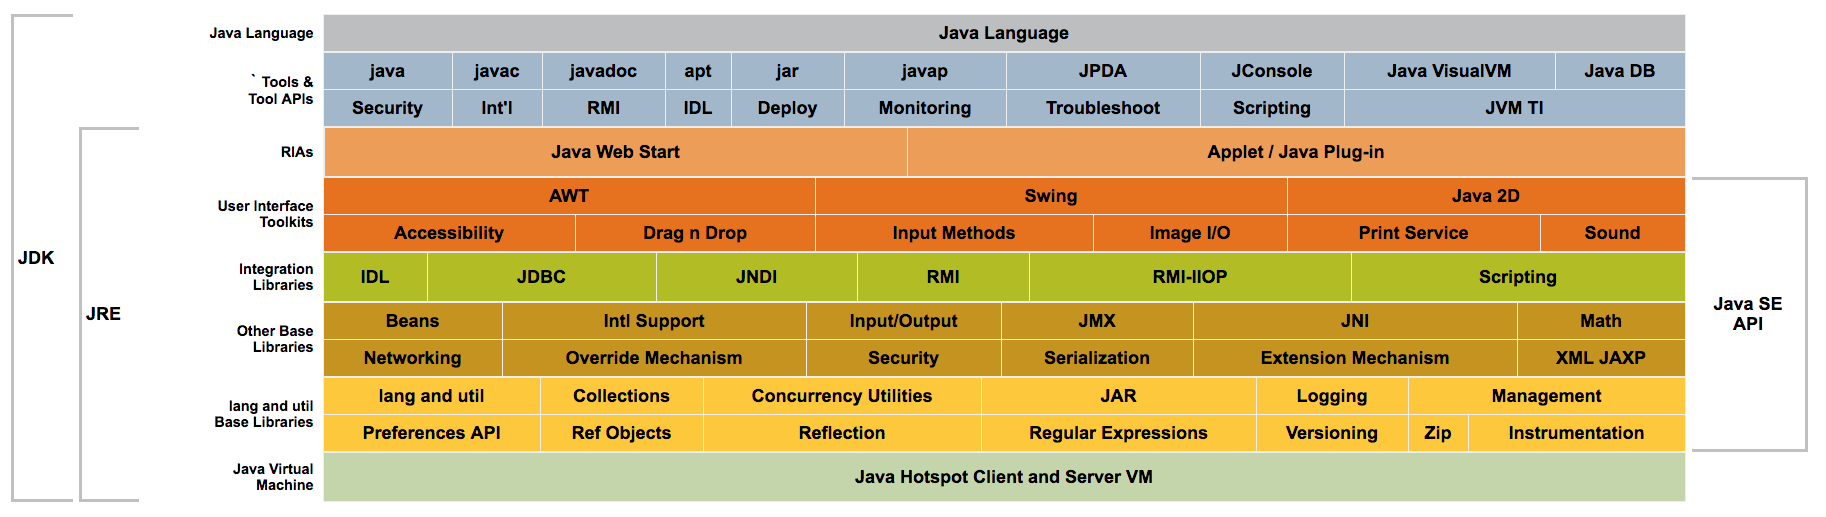 Java Language
Java Language
` Tools &
Tool APIs
java javac javadoc apt jar javap JPDA JConsole Java VisualVM Java DB
Security Int'l RMI IDL Deploy Monitoring Troubleshoot Scripting JVM TI
RIAs
Java Web Start Applet / Java Plug-in
User Interface
Toolkits
AWT Swing Java 2D
Accessibility Drag n Drop Input Methods Image I/O Print Service Sound
Integration
Libraries
IDL JDBC JNDI RMI RMI-IIOP Scripting
Other Base
Libraries
Beans Intl Support Input/Output JMX JNI Math
Networking Override Mechanism Security Serialization Extension Mechanism XML JAXP
lang and util
Base Libraries
lang and util Collections Concurrency Utilities JAR Logging Management
Preferences API Ref Objects Reflection Regular Expressions Versioning Zip Instrumentation
Java Virtual
Machine
Java Hotspot Client and Server VM
JDK
JRE
Java SE
API